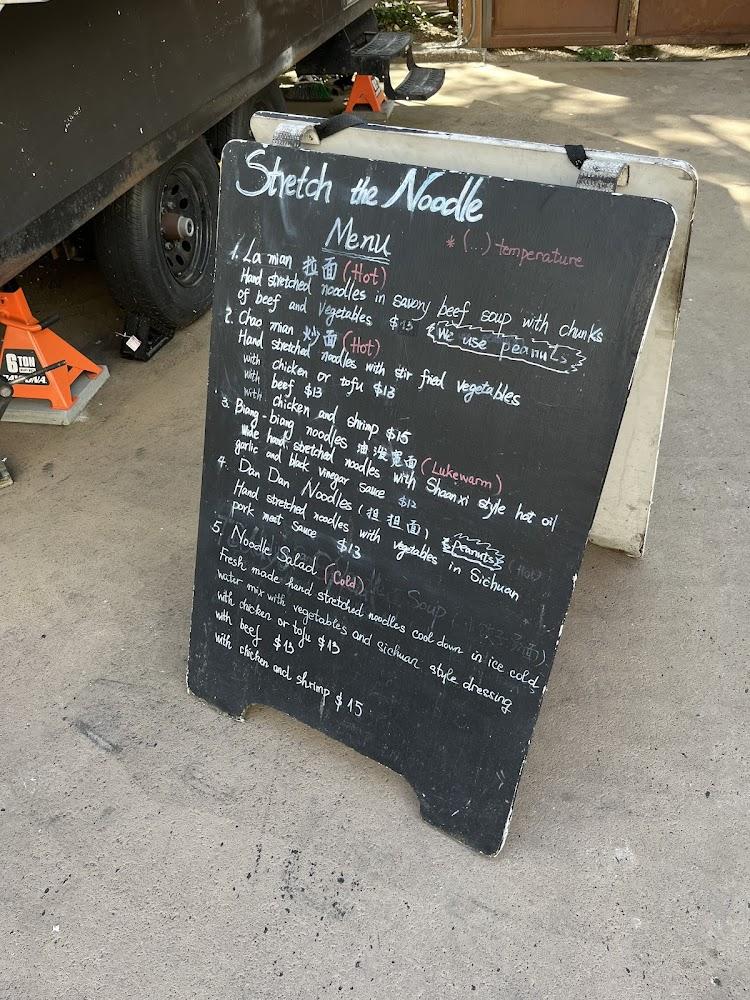 Stretch the Noodle
Menu
* (...) temperature
1. La mian 拉面 (Hot)
Hand stretched noodles in savory beef soup with chunks
of beef and vegetables $13
We use peanuts
2. Chao mian 炒面 (Hot)
Hand stretched noodles with stir fried vegetables
with chicken or tofu $13
with beef $13
with chicken and shrimp $15
3. Biang-biang noodles 油泼宽面 (Lukewarm)
Wide hand stretched noodles with Shaanxi style hot oil
garlic and black vinegar sauce $12
4. Dan Dan Noodles (担担面) Peanuts (Hot)
Hand stretched noodles with vegetables in Sichuan
pork meat sauce $13
5. Noodle Salad (Cold)
Soup
Fresh made hand stretched noodles cool down in ice cold
water mix with vegetables and sichuan style dressing
with chicken or tofu $13
with beef $13
with chicken and shrimp $15
6 TON